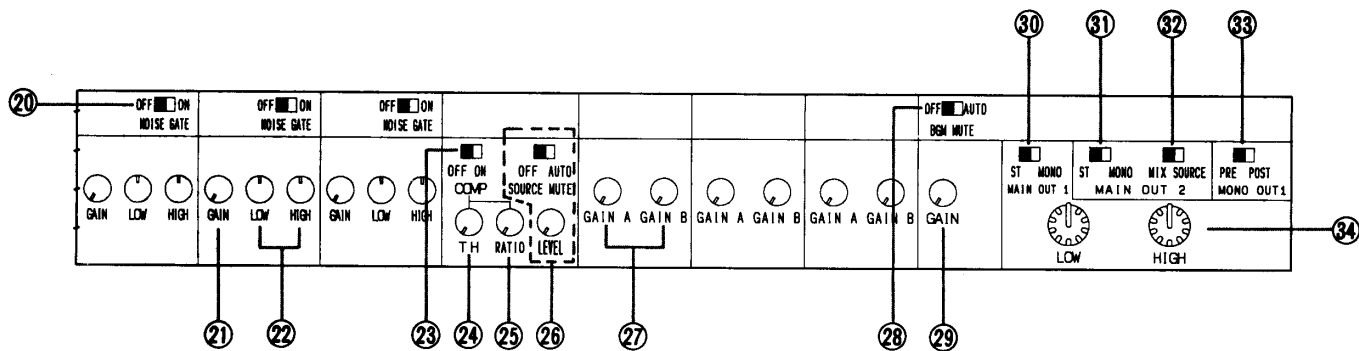 30 31 32 33
20 OFF ON OFF ON OFF ON 28 OFF AUTO
NOISE GATE NOISE GATE NOISE GATE BGM MUTE
23 OFF ON OFF AUTO ST MONO ST MONO MIX SOURCE PRE POST
COMP SOURCE MUTE MAIN OUT 1 MAIN OUT 2 MONO OUT1
GAIN LOW HIGH GAIN LOW HIGH GAIN LOW HIGH GAIN A GAIN B GAIN A GAIN B GAIN A GAIN B GAIN
TH RATIO LEVEL LOW HIGH 34
21 22 23 24 25 26 27 28 29